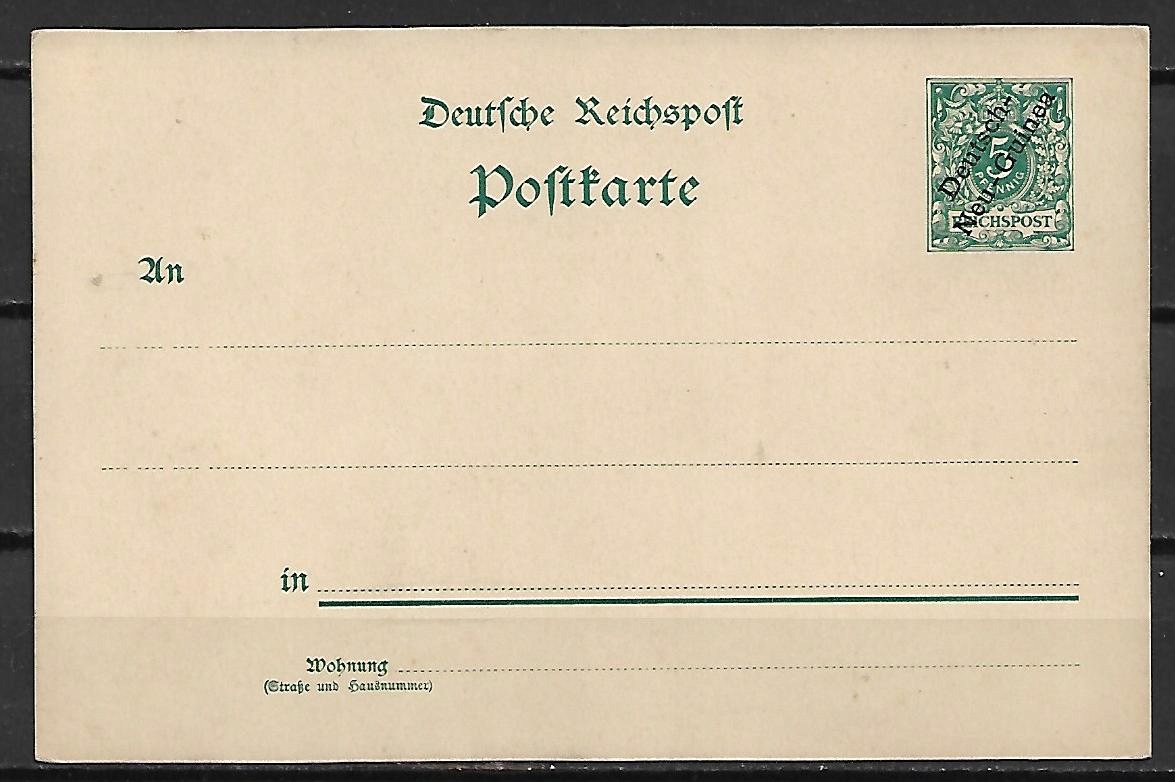 Deutsche Reichspost
Postkarte
Deutsch-
Neu-Guinea
5
PFENNIG
REICHSPOST
An
in
Wohnung
(Straße und Hausnummer)